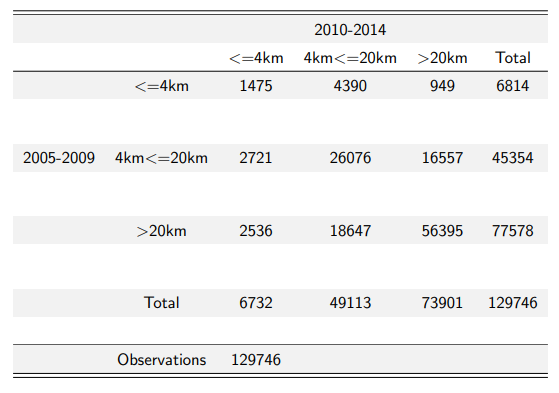 2010-2014
<=4km 4km<=20km >20km Total
<=4km 1475 4390 949 6814
2005-2009 4km<=20km 2721 26076 16557 45354
>20km 2536 18647 56395 77578
Total 6732 49113 73901 129746
Observations 129746